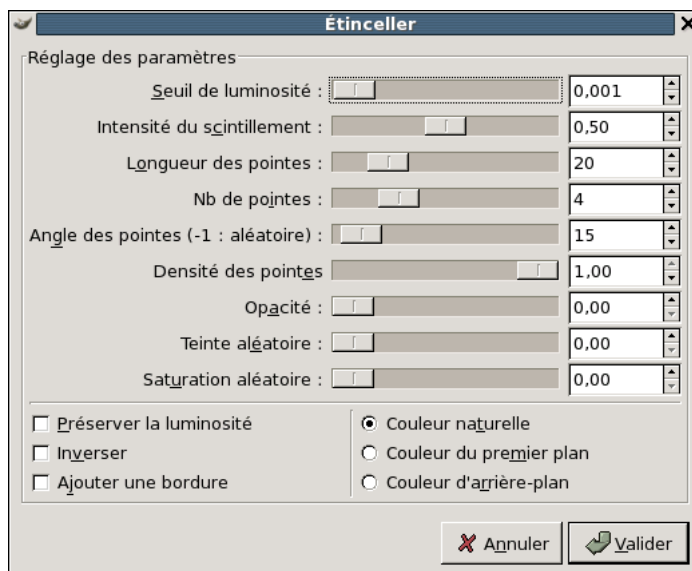 Étinceller
Réglage des paramètres
Seuil de luminosité : 0,001
Intensité du scintillement : 0,50
Longueur des pointes : 20
Nb de pointes : 4
Angle des pointes (-1 : aléatoire) : 15
Densité des pointes 1,00
Opacité : 0,00
Teinte aléatoire : 0,00
Saturation aléatoire : 0,00
Préserver la luminosité
Inverser
Ajouter une bordure
Couleur naturelle
Couleur du premier plan
Couleur d'arrière-plan
Annuler
Valider